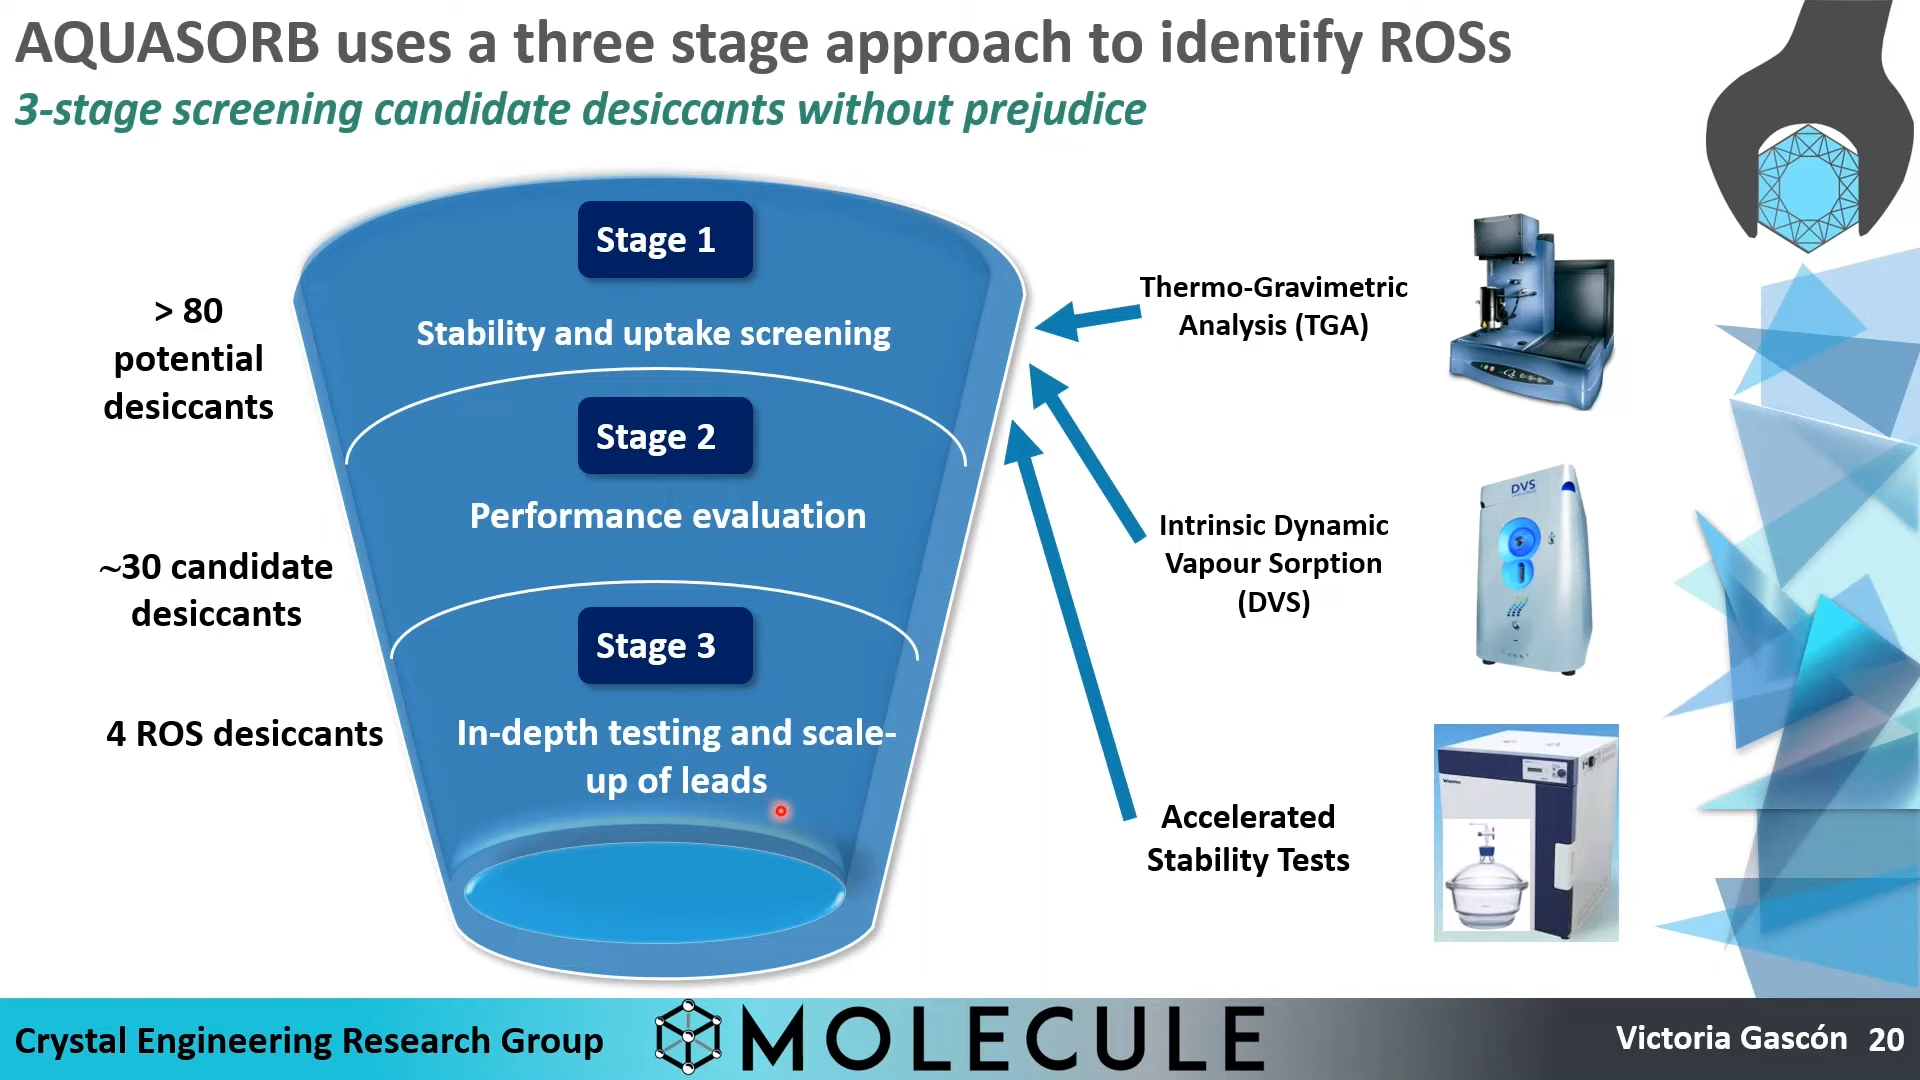 AQUASORB uses a three stage approach to identify ROSs
3-stage screening candidate desiccants without prejudice
Stage 1
Stability and uptake screening
> 80
potential
desiccants
Stage 2
Performance evaluation
~30 candidate
desiccants
Stage 3
In-depth testing and scale-
up of leads
4 ROS desiccants
Thermo-Gravimetric
Analysis (TGA)
Intrinsic Dynamic
Vapour Sorption
(DVS)
DVS
Accelerated
Stability Tests
Crystal Engineering Research Group
MOLECULE
Victoria Gascón 20